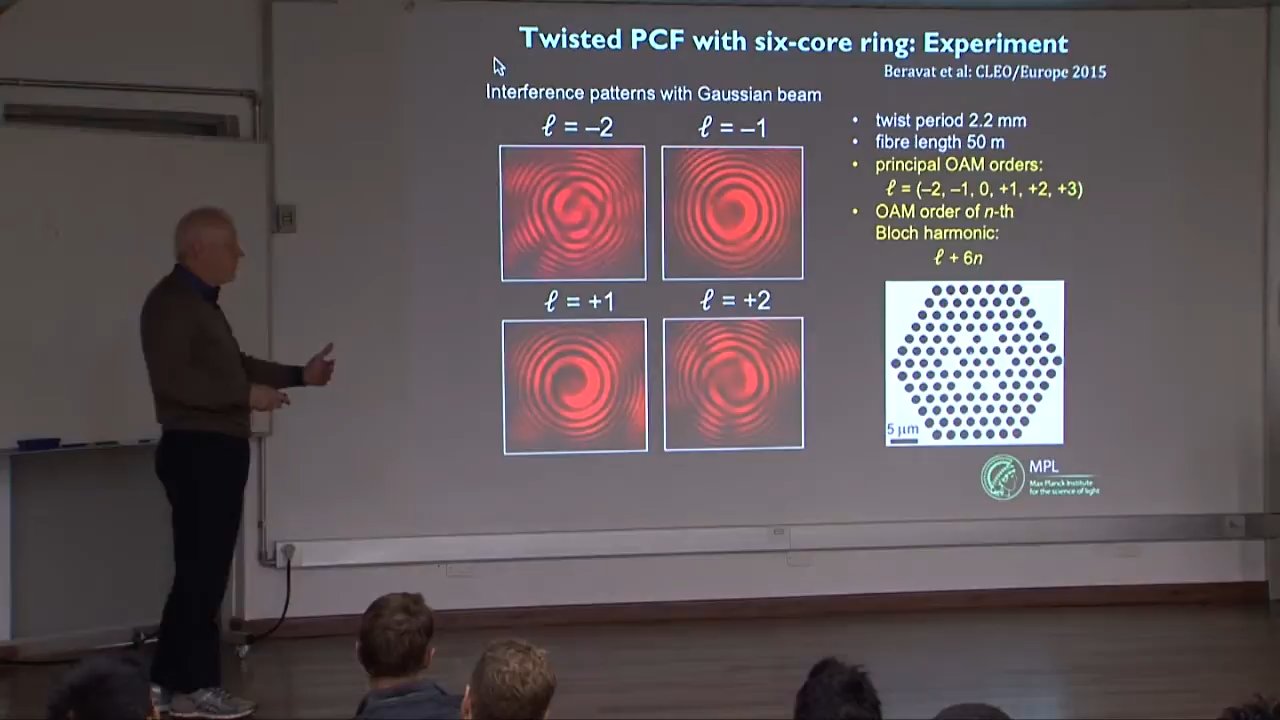 Twisted PCF with six-core ring: Experiment
Beravat et al: CLEO/Europe 2015
Interference patterns with Gaussian beam
ℓ = –2
ℓ = –1
ℓ = +1
ℓ = +2
• twist period 2.2 mm
• fibre length 50 m
• principal OAM orders:
ℓ = (–2, –1, 0, +1, +2, +3)
• OAM order of n-th
Bloch harmonic:
ℓ + 6n
5 μm
MPL
Max Planck Institute
for the science of light